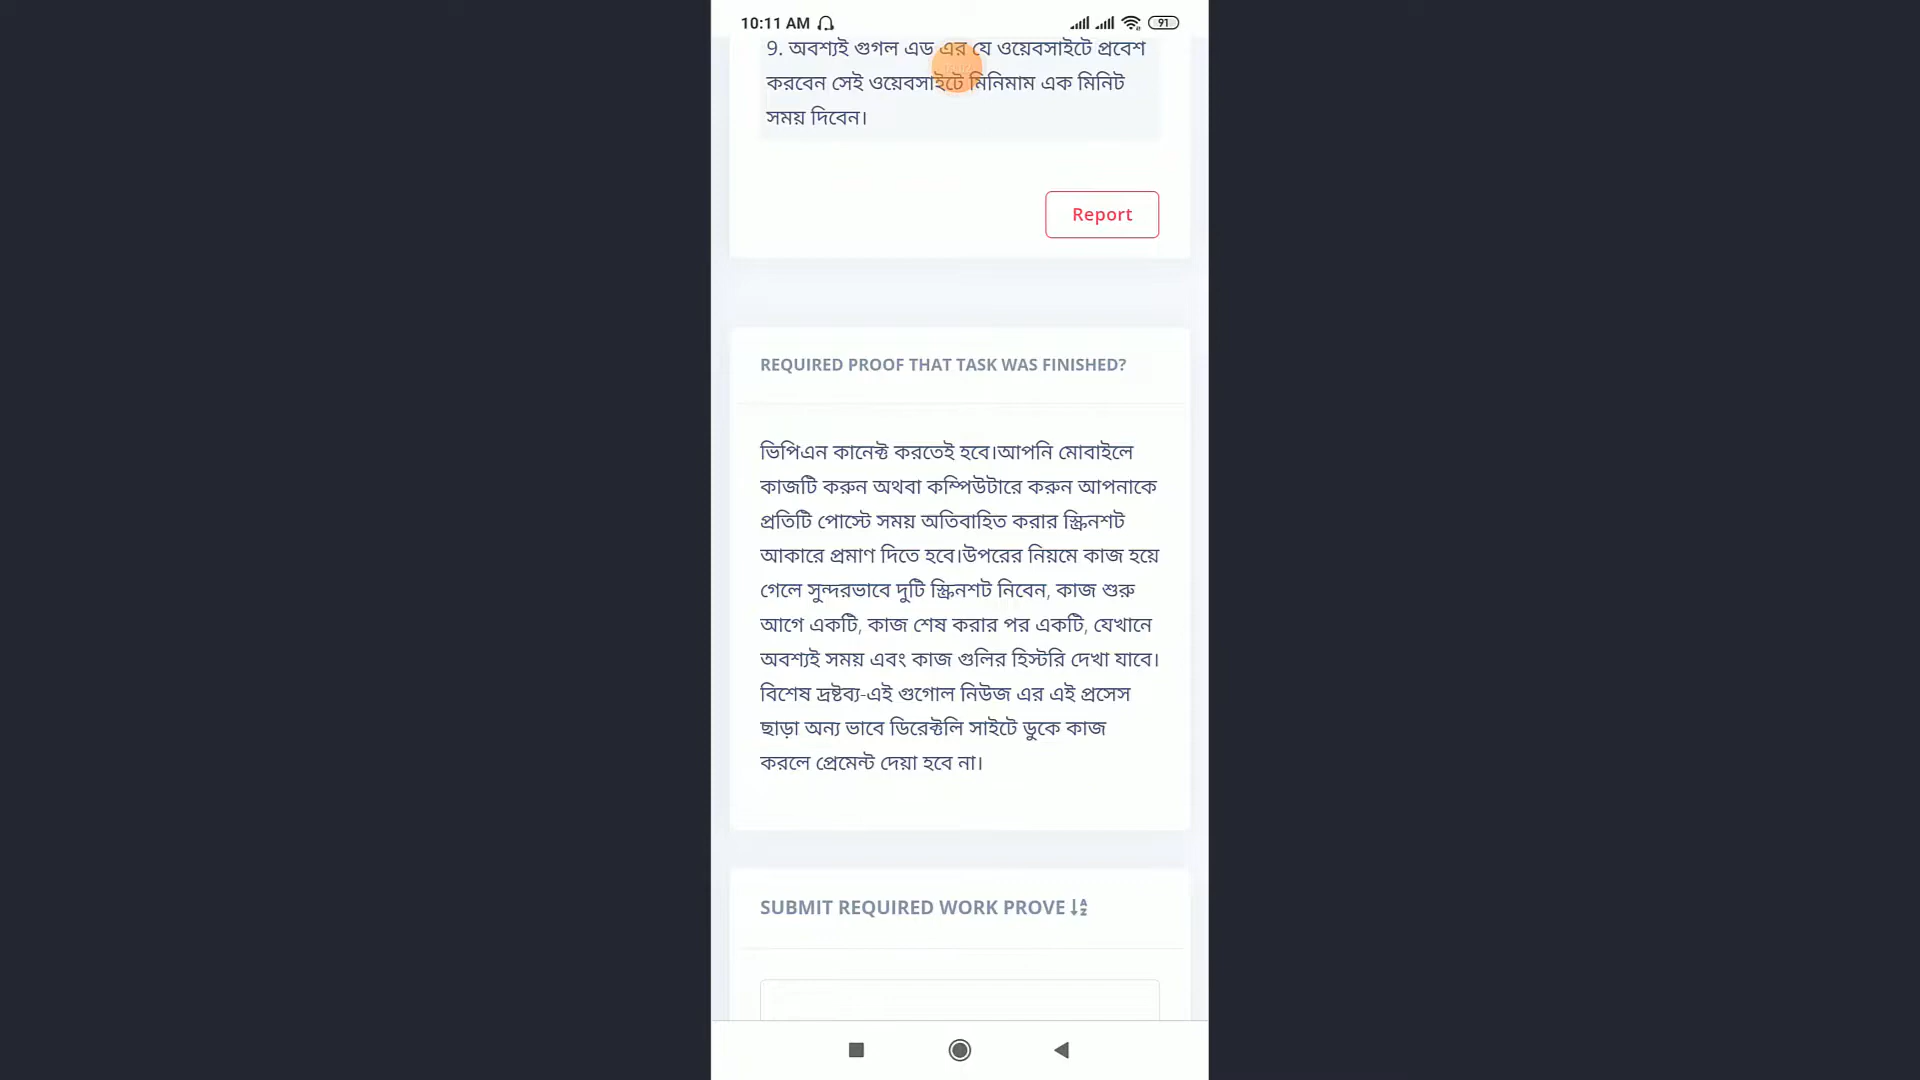 10:11 AM
91
9. অবশ্যই গুগল এড এর যে ওয়েবসাইটে প্রবেশ
করবেন সেই ওয়েবসাইটে মিনিমাম এক মিনিট
সময় দিবেন।
Report
REQUIRED PROOF THAT TASK WAS FINISHED?
ভিপিএন কানেক্ট করতেই হবে।আপনি মোবাইলে
কাজটি করুন অথবা কম্পিউটারে করুন আপনাকে
প্রতিটি পোস্টে সময় অতিবাহিত করার স্ক্রিনশট
আকারে প্রমাণ দিতে হবে।উপরের নিয়মে কাজ হয়ে
গেলে সুন্দরভাবে দুটি স্ক্রিনশট নিবেন, কাজ শুরু
আগে একটি, কাজ শেষ করার পর একটি, যেখানে
অবশ্যই সময় এবং কাজ গুলির হিস্টরি দেখা যাবে।
বিশেষ দ্রষ্টব্য-এই গুগোল নিউজ এর এই প্রসেস
ছাড়া অন্য ভাবে ডিরেক্টলি সাইটে ডুকে কাজ
করলে প্রেমেন্ট দেয়া হবে না।
SUBMIT REQUIRED WORK PROVE